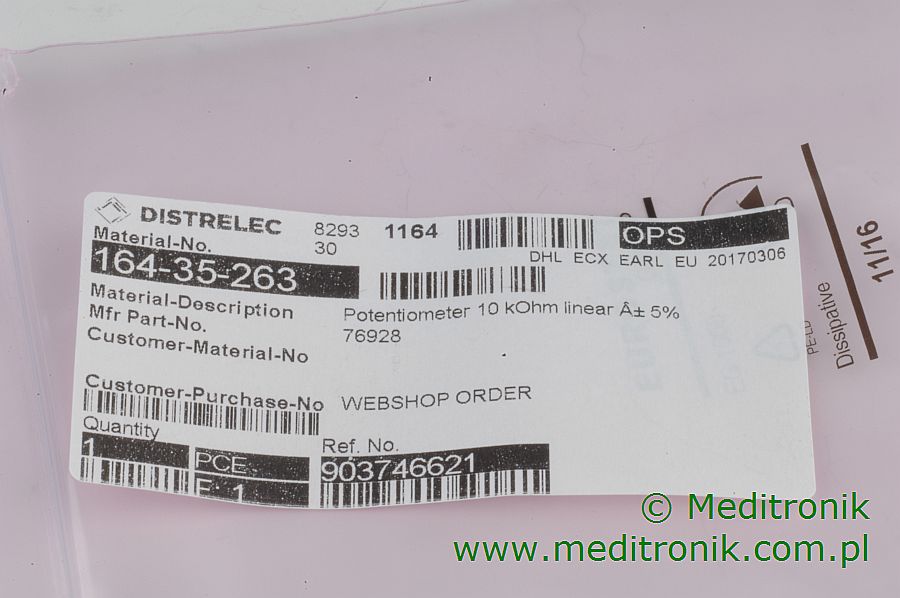 DISTRELEC
8293 1164 OPS
30
Material-No.
DHL ECX EARL EU 20170306
164-35-263
Material-Description Potentiometer 10 kOhm linear Â± 5%
Mfr Part-No. 76928
Customer-Material-No
Customer-Purchase-No WEBSHOP ORDER
Quantity Ref. No.
1 PCE 903746621
F 1
11/16
Dissipative
PE-LD
© Meditronik
www.meditronik.com.pl